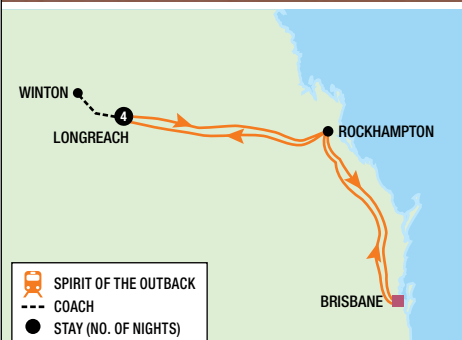 WINTON
4
LONGREACH
ROCKHAMPTON
BRISBANE
SPIRIT OF THE OUTBACK
COACH
STAY (NO. OF NIGHTS)